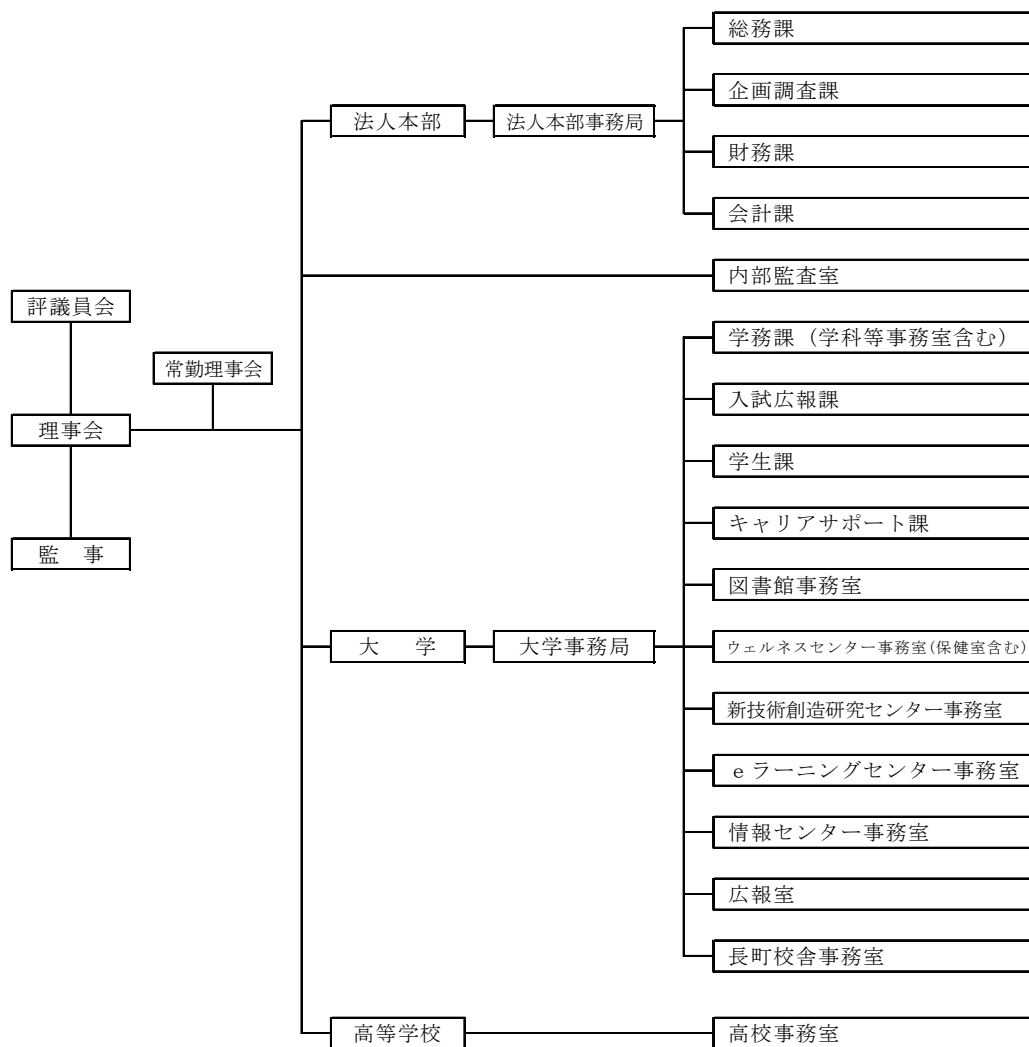 総務課
企画調査課
法人本部
法人本部事務局
財務課
会計課
内部監査室
評議員会
学務課（学科等事務室含む）
常勤理事会
入試広報課
理事会
学生課
キャリアサポート課
監　事
図書館事務室
大　学
大学事務局
ウェルネスセンター事務室(保健室含む)
新技術創造研究センター事務室
ｅラーニングセンター事務室
情報センター事務室
広報室
長町校舎事務室
高等学校
高校事務室